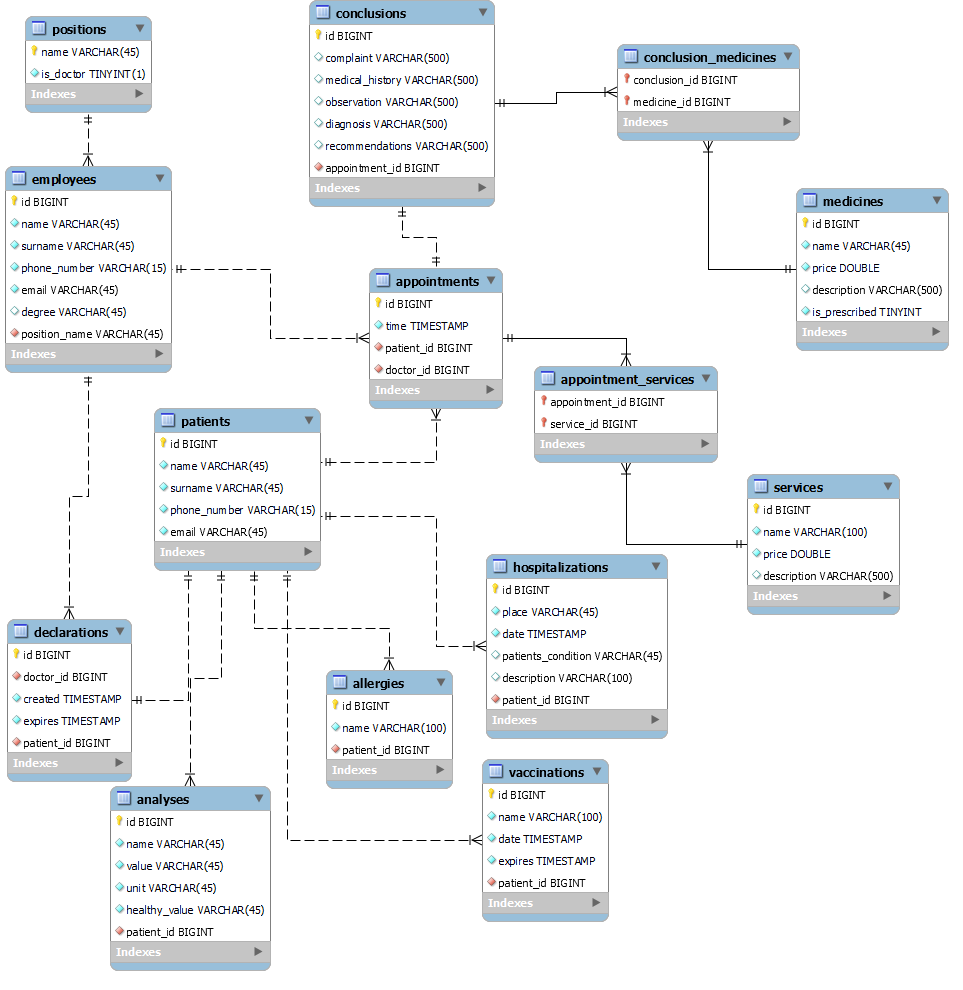 positions
name VARCHAR(45)
is_doctor TINYINT(1)
Indexes
employees
id BIGINT
name VARCHAR(45)
surname VARCHAR(45)
phone_number VARCHAR(15)
email VARCHAR(45)
degree VARCHAR(45)
position_name VARCHAR(45)
Indexes
conclusions
id BIGINT
complaint VARCHAR(500)
medical_history VARCHAR(500)
observation VARCHAR(500)
diagnosis VARCHAR(500)
recommendations VARCHAR(500)
appointment_id BIGINT
Indexes
conclusion_medicines
conclusion_id BIGINT
medicine_id BIGINT
Indexes
medicines
id BIGINT
name VARCHAR(45)
price DOUBLE
description VARCHAR(500)
is_prescribed TINYINT
Indexes
appointments
id BIGINT
time TIMESTAMP
patient_id BIGINT
doctor_id BIGINT
Indexes
appointment_services
appointment_id BIGINT
service_id BIGINT
Indexes
patients
id BIGINT
name VARCHAR(45)
surname VARCHAR(45)
phone_number VARCHAR(15)
email VARCHAR(45)
Indexes
services
id BIGINT
name VARCHAR(100)
price DOUBLE
description VARCHAR(500)
Indexes
hospitalizations
id BIGINT
place VARCHAR(45)
date TIMESTAMP
patients_condition VARCHAR(45)
description VARCHAR(100)
patient_id BIGINT
Indexes
declarations
id BIGINT
doctor_id BIGINT
created TIMESTAMP
expires TIMESTAMP
patient_id BIGINT
Indexes
allergies
id BIGINT
name VARCHAR(100)
patient_id BIGINT
Indexes
vaccinations
id BIGINT
name VARCHAR(100)
date TIMESTAMP
expires TIMESTAMP
patient_id BIGINT
Indexes
analyses
id BIGINT
name VARCHAR(45)
value VARCHAR(45)
unit VARCHAR(45)
healthy_value VARCHAR(45)
patient_id BIGINT
Indexes